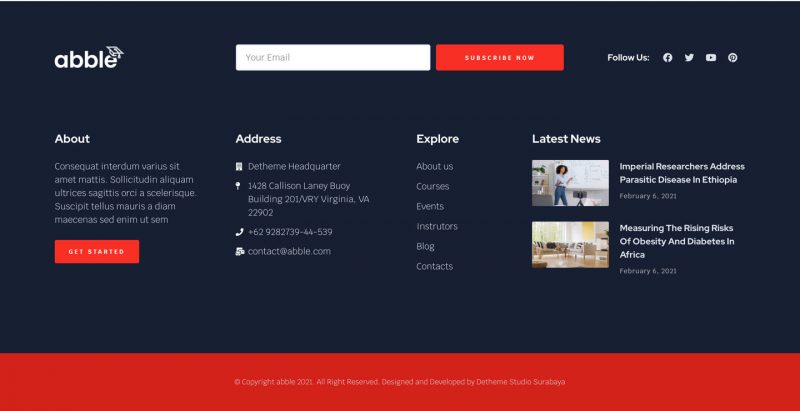 abble
Your Email
SUBSCRIBE NOW
Follow Us:
About
Consequat interdum varius sit
amet mattis. Sollicitudin aliquam
ultrices sagittis orci a scelerisque.
Suscipit tellus mauris a diam
maecenas sed enim ut sem
GET STARTED
Address
Detheme Headquarter
1428 Callison Laney Buoy
Building 201/VRY Virginia, VA
22902
+62 9282739-44-539
contact@abble.com
Explore
About us
Courses
Events
Instrutors
Blog
Contacts
Latest News
Imperial Researchers Address
Parasitic Disease In Ethiopia
February 6, 2021
Measuring The Rising Risks
Of Obesity And Diabetes In
Africa
February 6, 2021
© Copyright abble 2021. All Right Reserved. Designed and Developed by Detheme Studio Surabaya